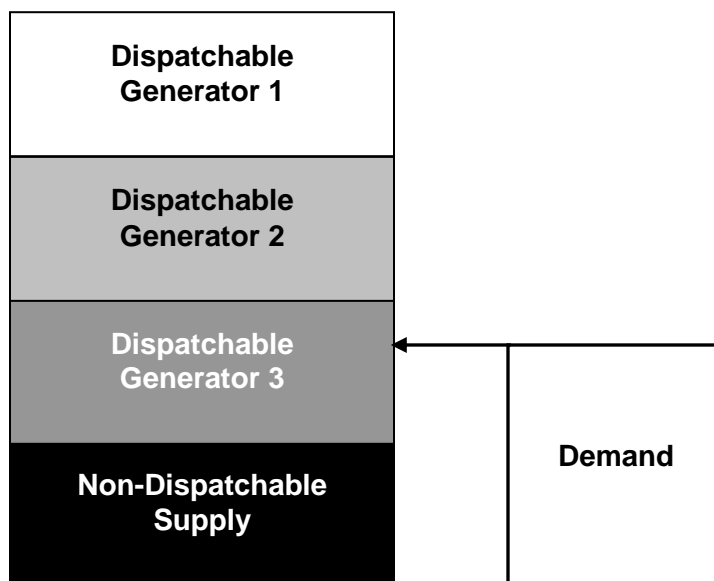 Dispatchable
Generator 1
Dispatchable
Generator 2
Dispatchable
Generator 3
Demand
Non-Dispatchable
Supply